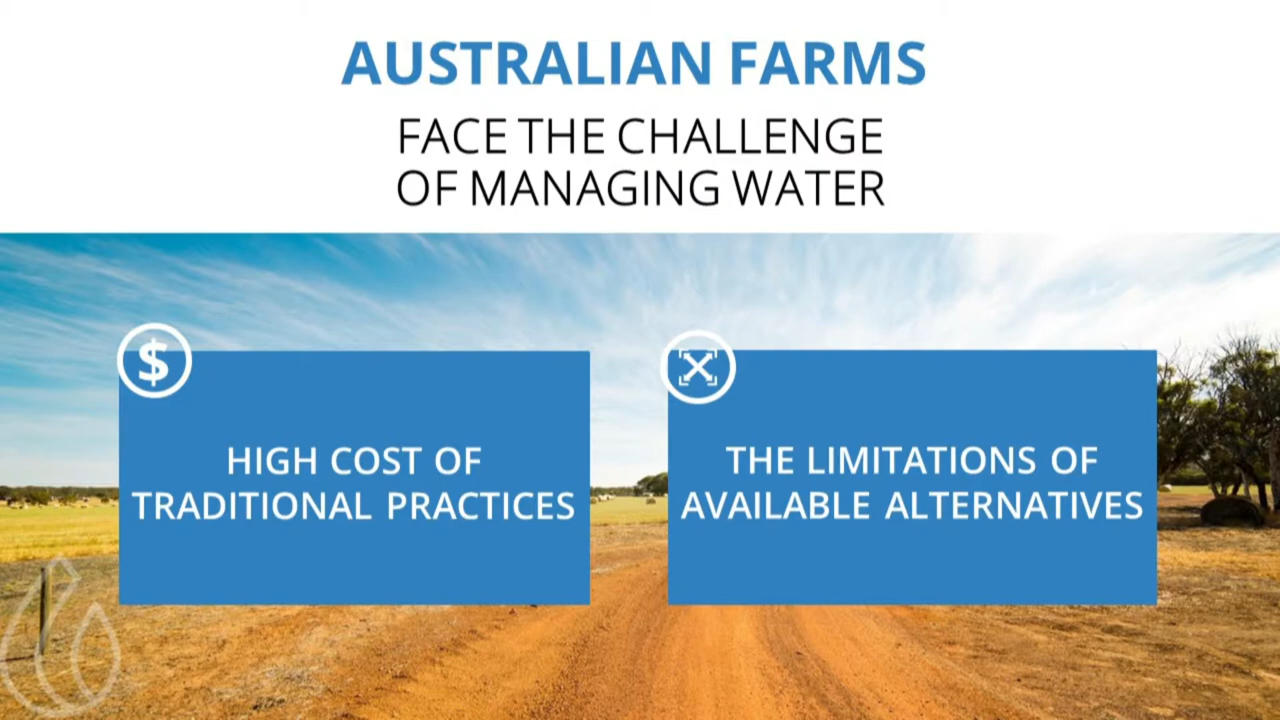 AUSTRALIAN FARMS
FACE THE CHALLENGE
OF MANAGING WATER
$
HIGH COST OF
TRADITIONAL PRACTICES
THE LIMITATIONS OF
AVAILABLE ALTERNATIVES